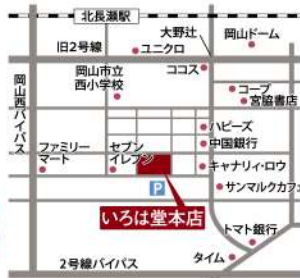 北長瀬駅
大野辻
岡山ドーム
旧2号線
ユニクロ
岡山市立
西小学校
ココス
コープ
宮脇書店
岡山西バイパス
ハピーズ
中国銀行
ファミリー
マート
セブン
イレブン
キャナリィ・ロウ
P
サンマルクカフェ
いろは堂本店
トマト銀行
タイム
2号線バイパス